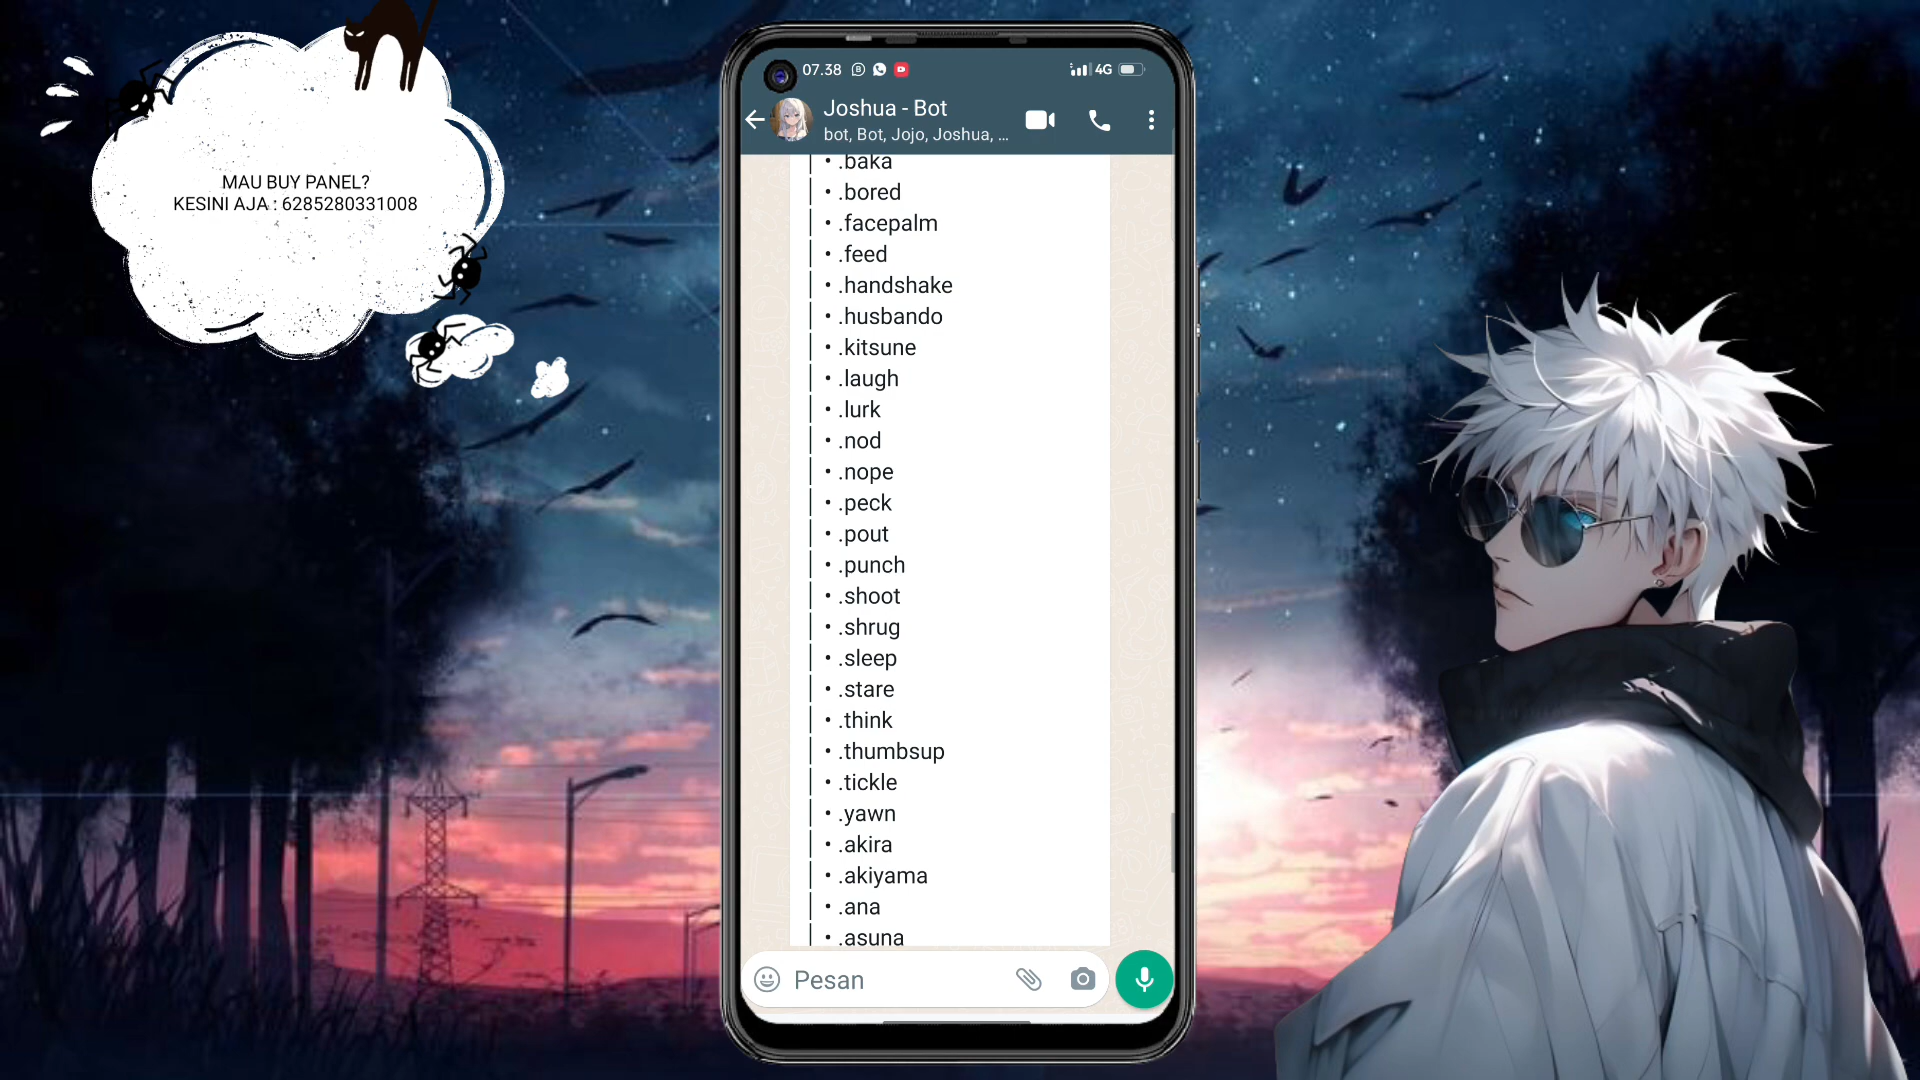 MAU BUY PANEL?
KESINI AJA : 6285280331008
07.38
4G
Joshua - Bot
bot, Bot, Jojo, Joshua, ...
• .baka
• .bored
• .facepalm
• .feed
• .handshake
• .husbando
• .kitsune
• .laugh
• .lurk
• .nod
• .nope
• .peck
• .pout
• .punch
• .shoot
• .shrug
• .sleep
• .stare
• .think
• .thumbsup
• .tickle
• .yawn
• .akira
• .akiyama
• .ana
• .asuna
Pesan